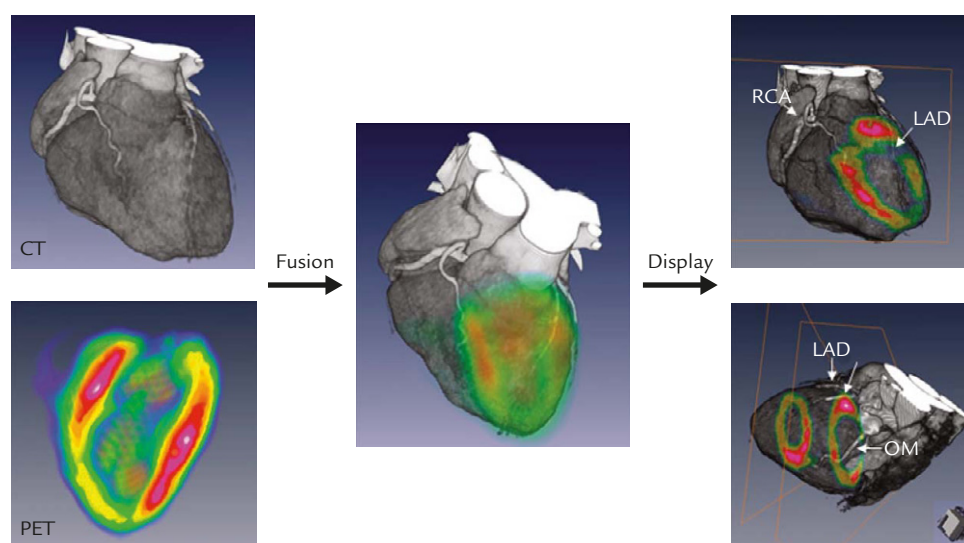 CT
PET
Fusion
Display
RCA
LAD
LAD
OM